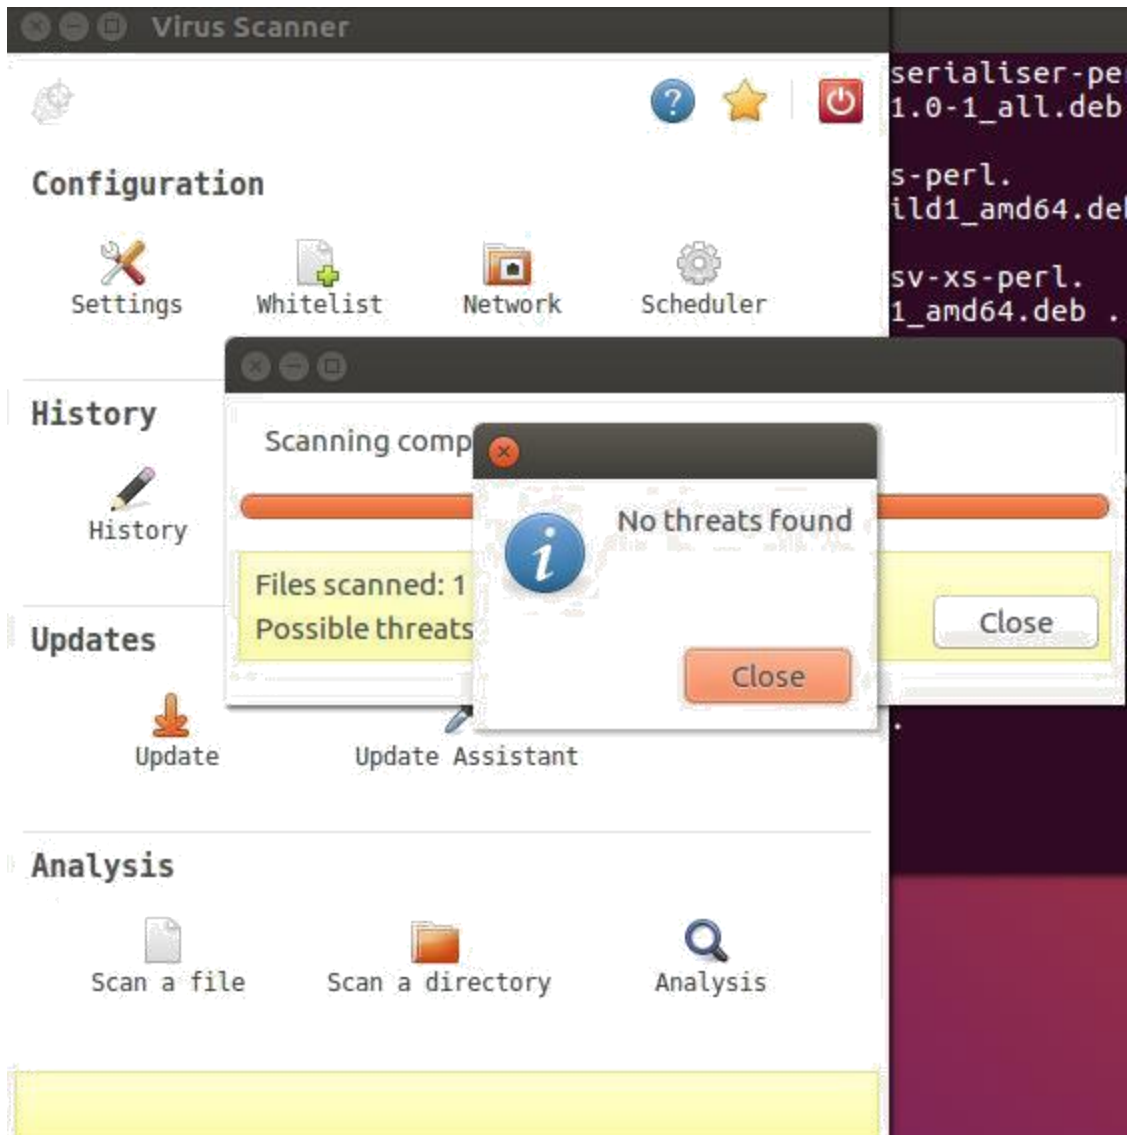 Virus Scanner
serialiser-per
1.0-1_all.deb
s-perl.
ild1_amd64.deb
sv-xs-perl.
1_amd64.deb .
Configuration
Settings
Whitelist
Network
Scheduler
History
History
Scanning comp
Files scanned: 1
Possible threats
Close
No threats found
Close
Updates
Update
Update Assistant
.
Analysis
Scan a file
Scan a directory
Analysis